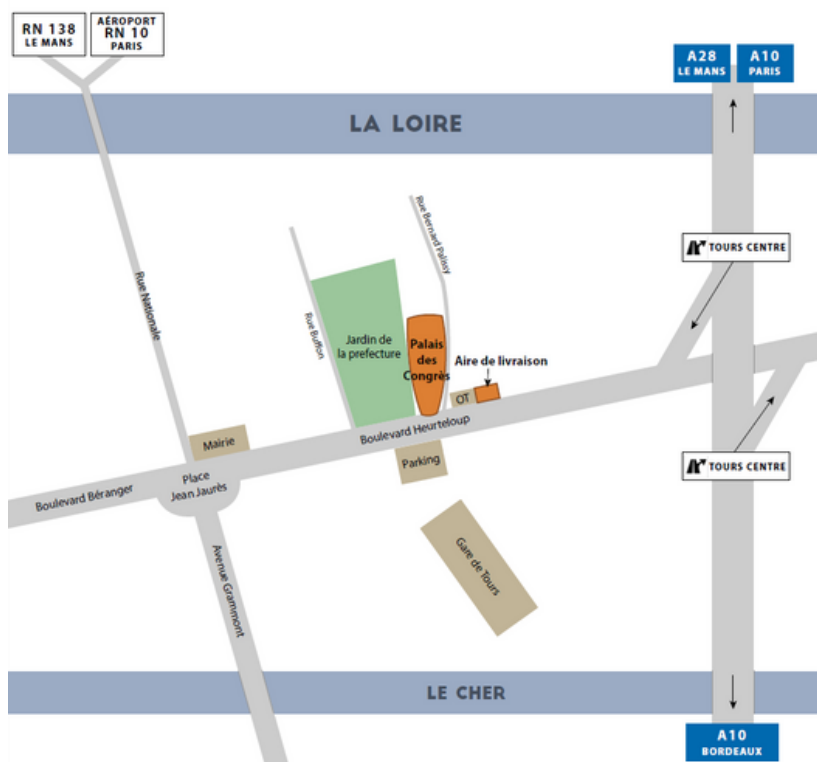 RN 138
LE MANS
AÉROPORT
RN 10
PARIS
A28
LE MANS
A10
PARIS
LA LOIRE
Rue Bernard Palissy
TOURS CENTRE
Rue Nationale
Rue Buffon
Jardin de
la prefecture
Palais
des
Congrès
Aire de livraison
OT
Boulevard Heurteloup
Mairie
Parking
TOURS CENTRE
Place
Jean Jaurès
Boulevard Béranger
Gare de Tours
Avenue Grammont
LE CHER
A10
BORDEAUX